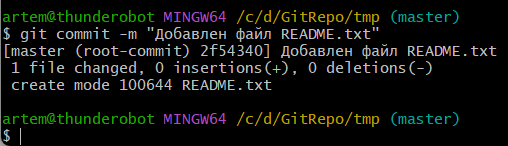 artem@thunderobot MINGW64 /c/d/GitRepo/tmp (master)
$ git commit -m "Добавлен файл README.txt"
[master (root-commit) 2f54340] Добавлен файл README.txt
 1 file changed, 0 insertions(+), 0 deletions(-)
 create mode 100644 README.txt
artem@thunderobot MINGW64 /c/d/GitRepo/tmp (master)
$